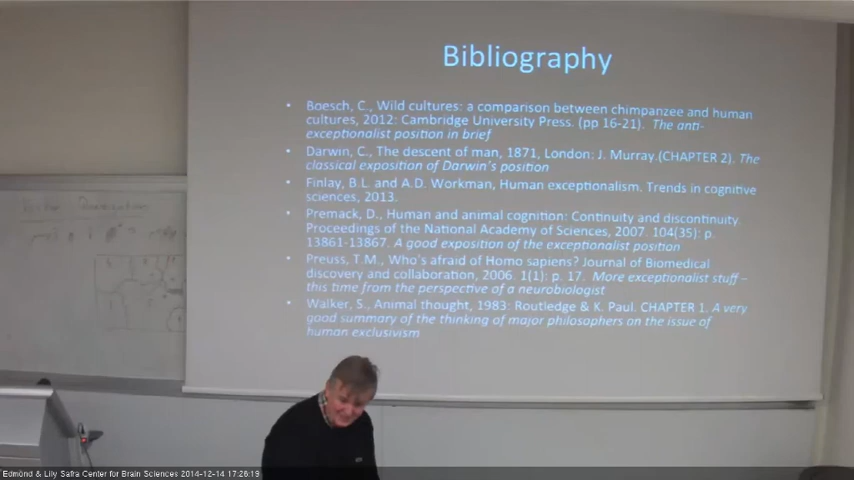 Bibliography
• Boesch, C., Wild cultures: a comparison between chimpanzee and human
cultures, 2012: Cambridge University Press. (pp 16-21). The anti-
exceptionalist position in brief
• Darwin, C., The descent of man, 1871, London: J. Murray.(CHAPTER 2). The
classical exposition of Darwin's position
• Finlay, B.L. and A.D. Workman, Human exceptionalism. Trends in cognitive
sciences, 2013.
• Premack, D., Human and animal cognition: Continuity and discontinuity.
Proceedings of the National Academy of Sciences, 2007. 104(35): p.
13861-13867. A good exposition of the exceptionalist position
• Preuss, T.M., Who's afraid of Homo sapiens? Journal of Biomedical
discovery and collaboration, 2006. 1(1): p. 17. More exceptionalist stuff –
this time from the perspective of a neurobiologist
• Walker, S., Animal thought, 1983: Routledge & K. Paul. CHAPTER 1. A very
good summary of the thinking of major philosophers on the issue of
human exclusivism
Edmond & Lily Safra Center for Brain Sciences 2014-12-14 17:26:19